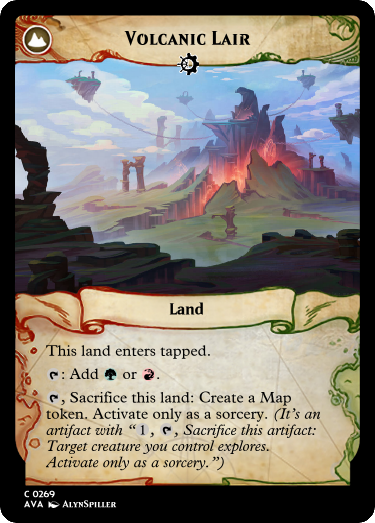 Volcanic Lair
Land
This land enters tapped.
: Add or .
, Sacrifice this land: Create a Map
token. Activate only as a sorcery. (It's an
artifact with “1, , Sacrifice this artifact:
Target creature you control explores.
Activate only as a sorcery.”)
C 0269
AVA AlynSpiller